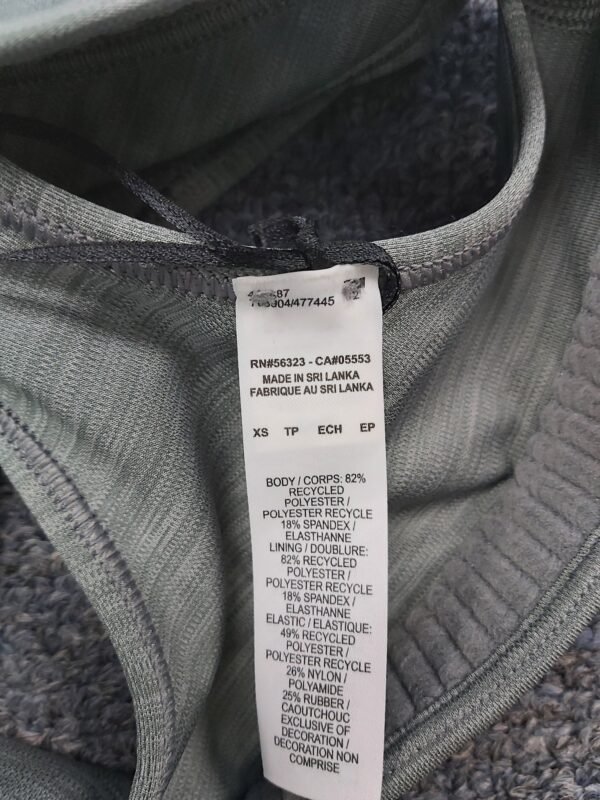 /477445
RN#56323 - CA#05553
MADE IN SRI LANKA
FABRIQUE AU SRI LANKA
XS TP ECH EP
BODY / CORPS: 82%
RECYCLED
POLYESTER /
POLYESTER RECYCLE
18% SPANDEX /
ELASTHANNE
LINING / DOUBLURE:
82% RECYCLED
POLYESTER /
POLYESTER RECYCLE
18% SPANDEX /
ELASTHANNE
ELASTIC / ELASTIQUE:
49% RECYCLED
POLYESTER /
POLYESTER RECYCLE
26% NYLON /
POLYAMIDE
25% RUBBER /
CAOUTCHOUC
EXCLUSIVE OF
DECORATION /
DECORATION NON
COMPRISE